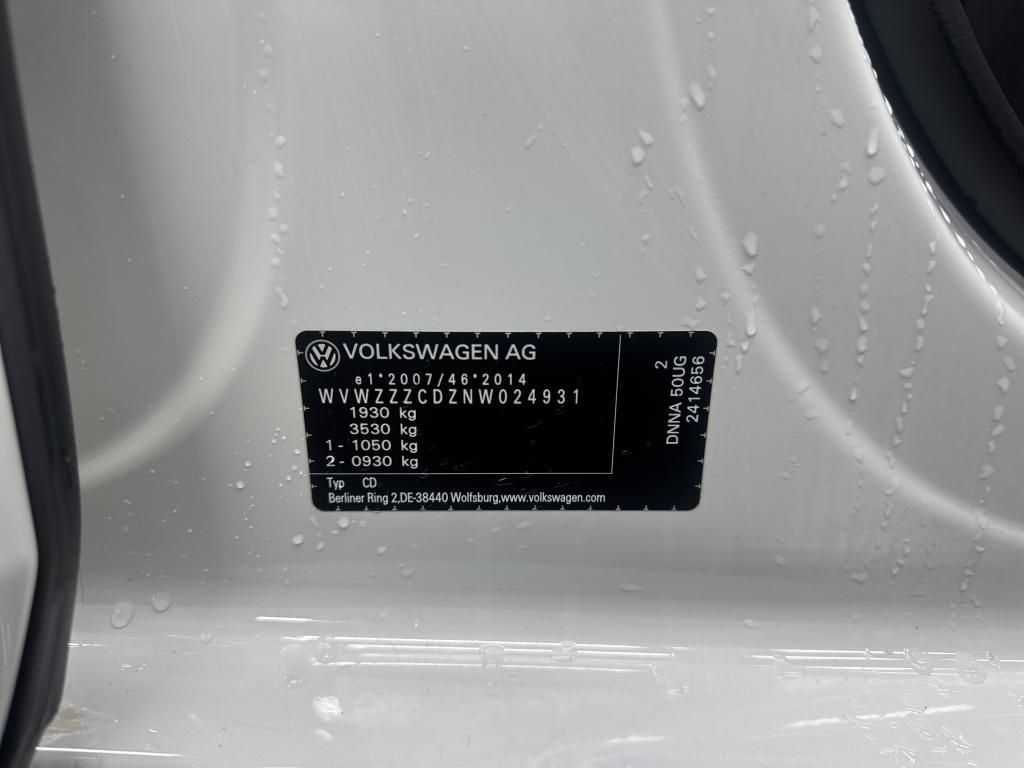 VOLKSWAGEN AG
e1*2007/46*2014
WVWZZZCDZNW024931
1930 kg
3530 kg
1- 1050 kg
2- 0930 kg
Typ CD
Berliner Ring 2,DE-38440 Wolfsburg,www.volkswagen.com
2
DNNA 50UG
2414656